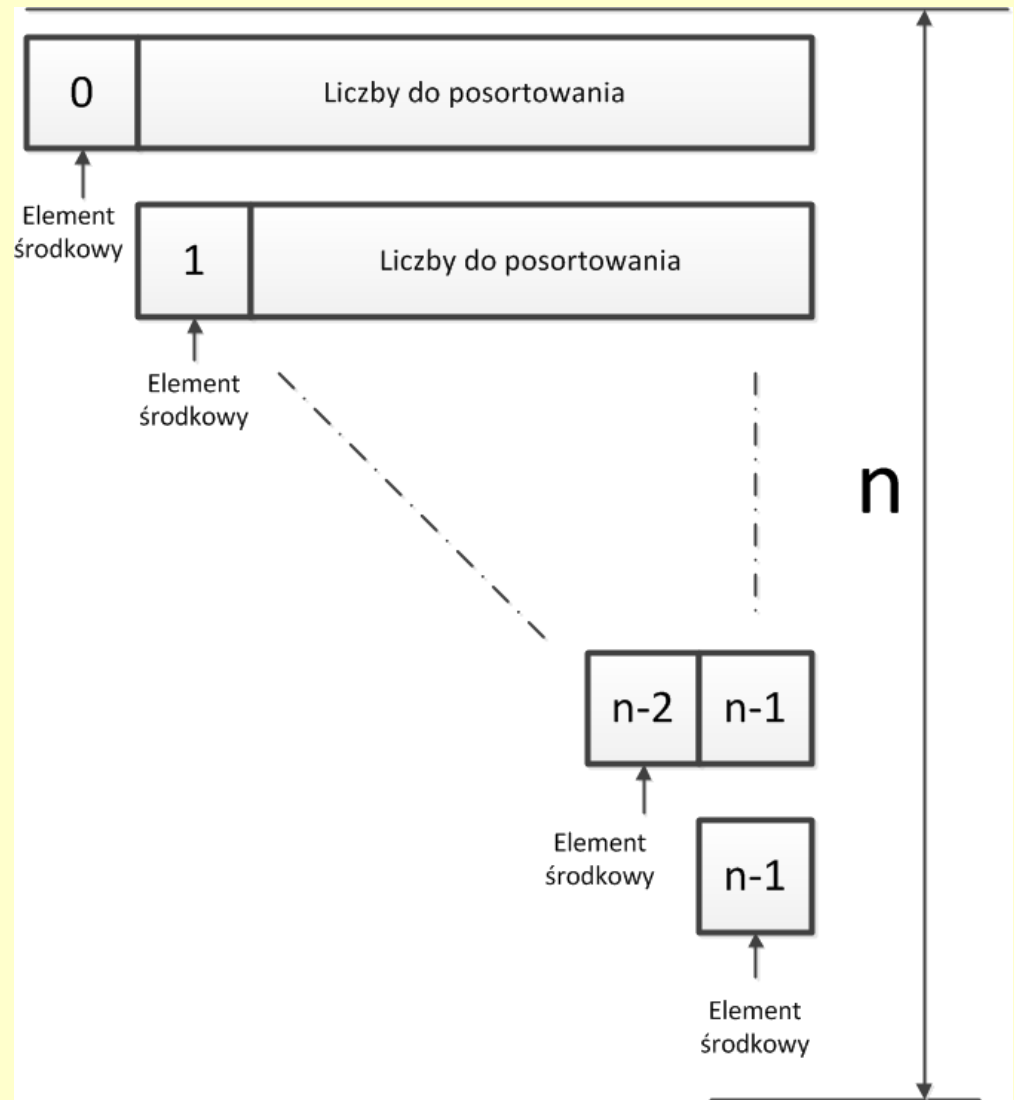 0
Liczby do posortowania
Element
środkowy
1
Liczby do posortowania
Element
środkowy
n
n-2
n-1
Element
środkowy
n-1
Element
środkowy